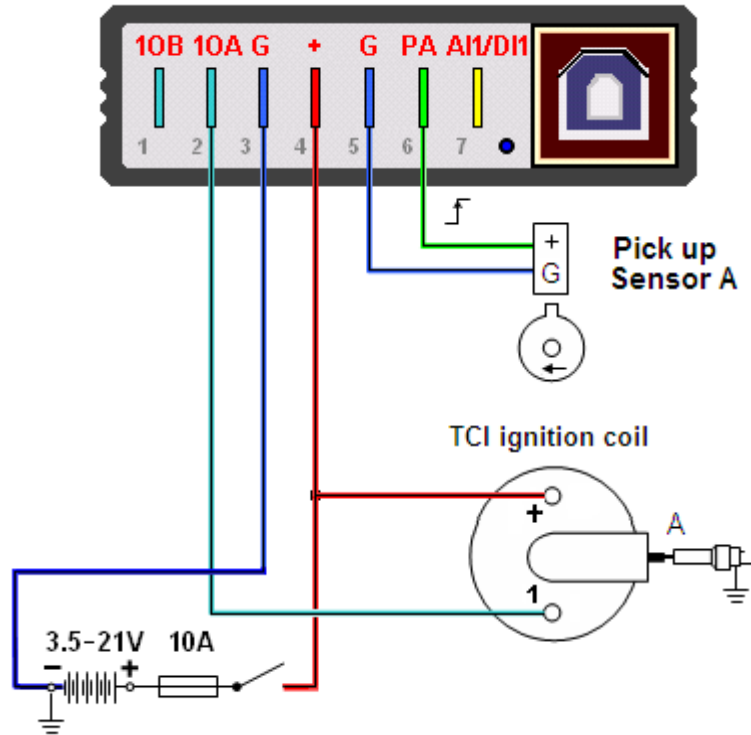 10B 10A G + G PA AI1/DI1
1 2 3 4 5 6 7
+
G
Pick up
Sensor A
TCI ignition coil
+
A
1
3.5-21V 10A
- +